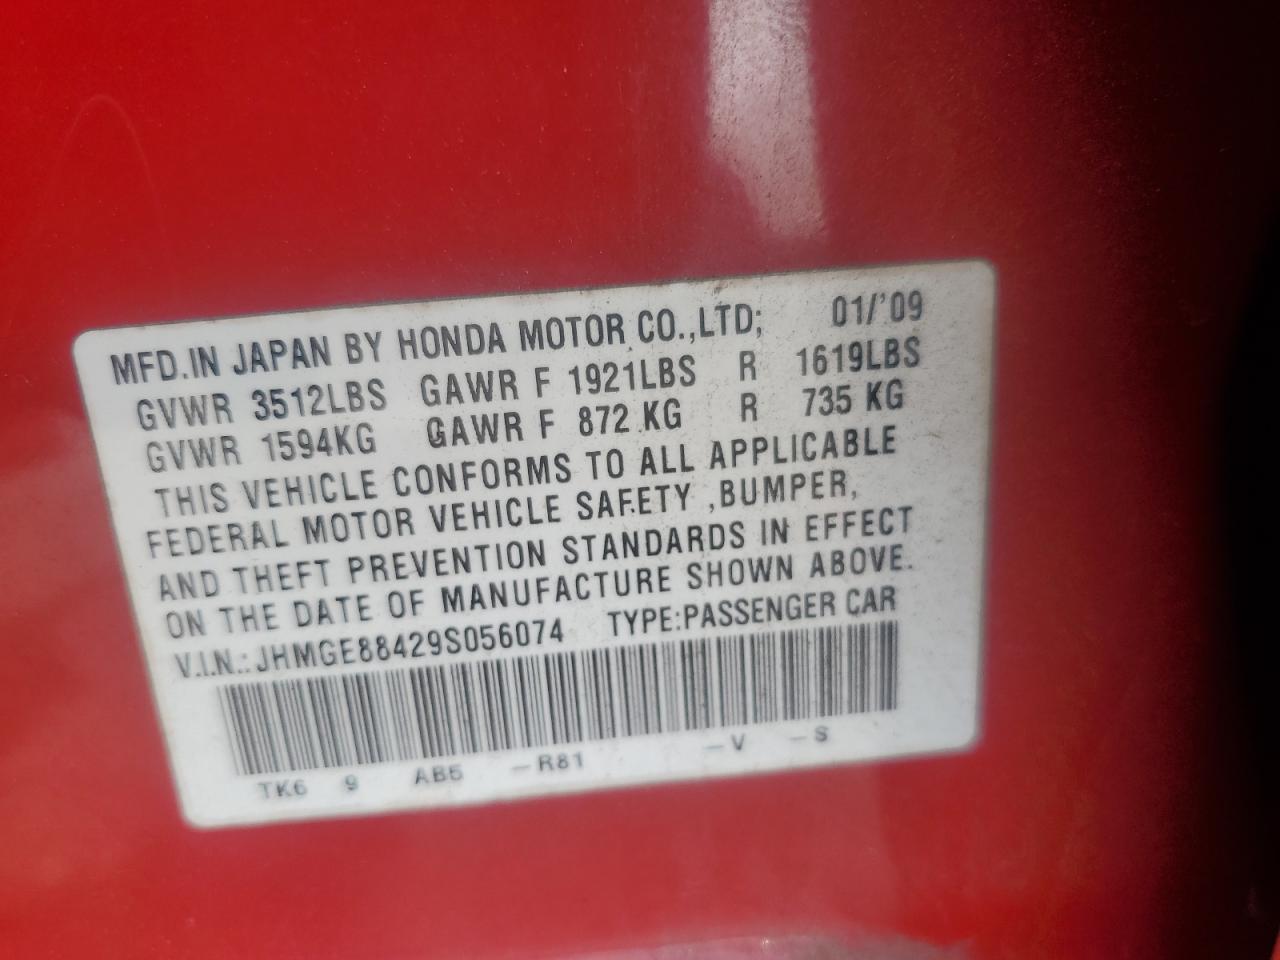 MFD.IN JAPAN BY HONDA MOTOR CO.,LTD; 01/'09
GVWR 3512LBS GAWR F 1921LBS R 1619LBS
GVWR 1594KG GAWR F 872 KG R 735 KG
THIS VEHICLE CONFORMS TO ALL APPLICABLE
FEDERAL MOTOR VEHICLE SAFETY ,BUMPER,
AND THEFT PREVENTION STANDARDS IN EFFECT
ON THE DATE OF MANUFACTURE SHOWN ABOVE.
V.I.N.: JHMGE88429S056074 TYPE:PASSENGER CAR
TK6 9 AB5 –R81 –V –S